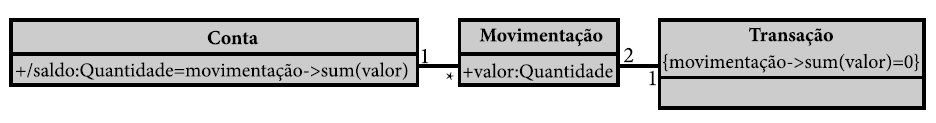 Conta
+/saldo:Quantidade=movimentação->sum(valor)
1
*
Movimentação
+valor:Quantidade
2
1
Transação
{movimentação->sum(valor)=0}